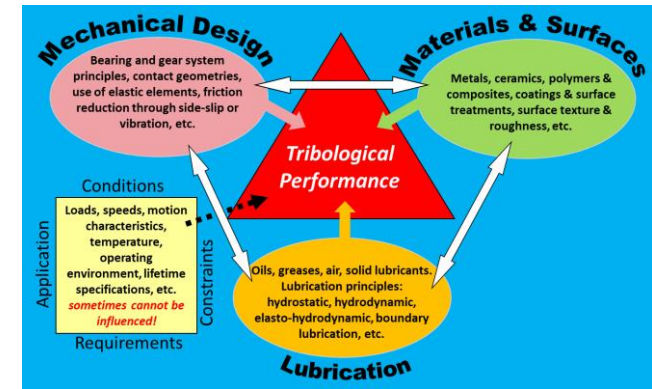 Mechanical Design
Bearing and gear system
principles, contact geometries,
use of elastic elements, friction
reduction through side-slip or
vibration, etc.
Materials & Surfaces
Metals, ceramics, polymers &
composites, coatings & surface
treatments, surface texture &
roughness, etc.
Tribological
Performance
Conditions
Application
Loads, speeds, motion
characteristics,
temperature,
operating
environment, lifetime
specifications, etc.
sometimes cannot be
influenced!
Constraints
Requirements
Oils, greases, air, solid lubricants.
Lubrication principles:
hydrostatic, hydrodynamic,
elasto-hydrodynamic, boundary
lubrication, etc.
Lubrication